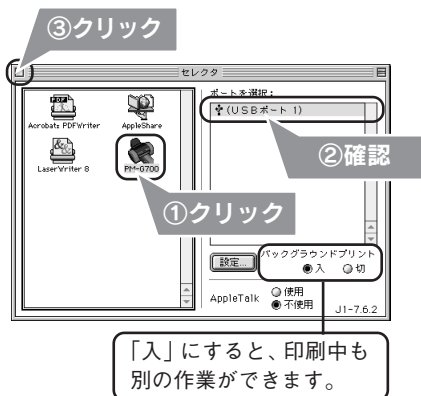 ③クリック
セレクタ
ポートを選択：
Acrobat™ PDFWriter
AppleShare
(USBポート 1)
LaserWriter 8
PM-G700
②確認
①クリック
設定...
バックグラウンドプリント
入 切
AppleTalk 使用
不使用
J1-7.6.2
「入」にすると、印刷中も
別の作業ができます。